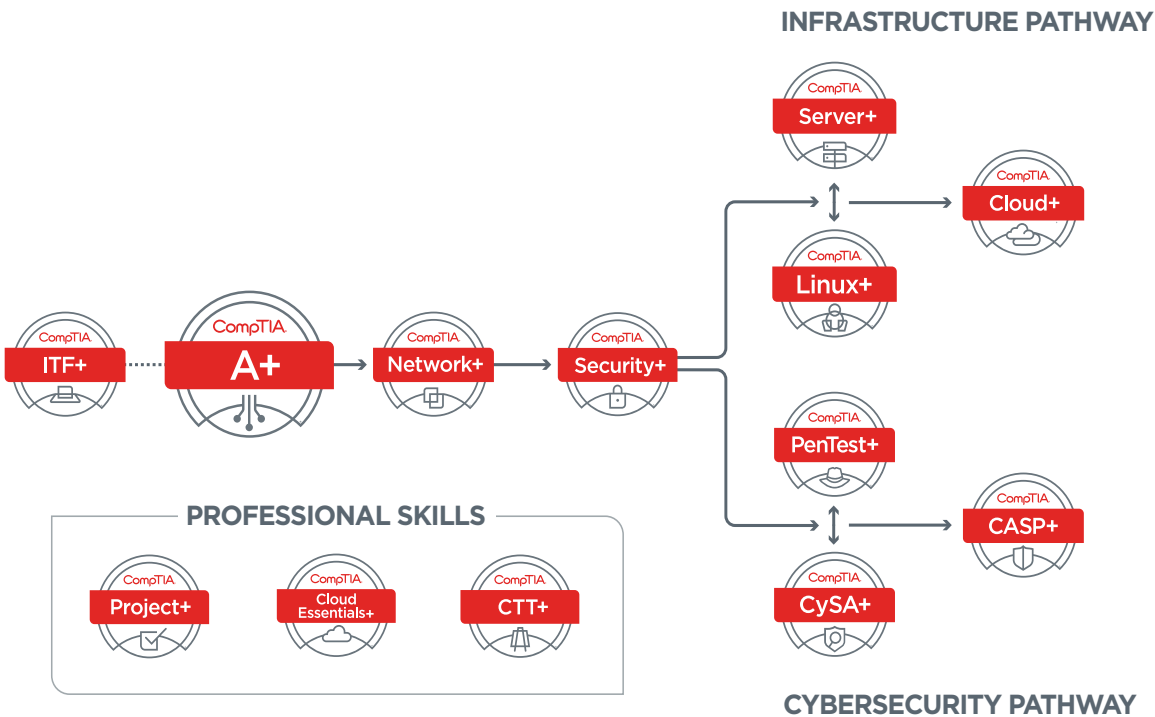 INFRASTRUCTURE PATHWAY
CompTIA.
Server+
CompTIA.
Cloud+
CompTIA.
Linux+
CompTIA.
ITF+
CompTIA.
A+
CompTIA.
Network+
CompTIA.
Security+
CompTIA.
PenTest+
CompTIA.
CASP+
CompTIA.
CySA+
PROFESSIONAL SKILLS
CompTIA.
Project+
CompTIA.
Cloud
Essentials+
CompTIA.
CTT+
CYBERSECURITY PATHWAY